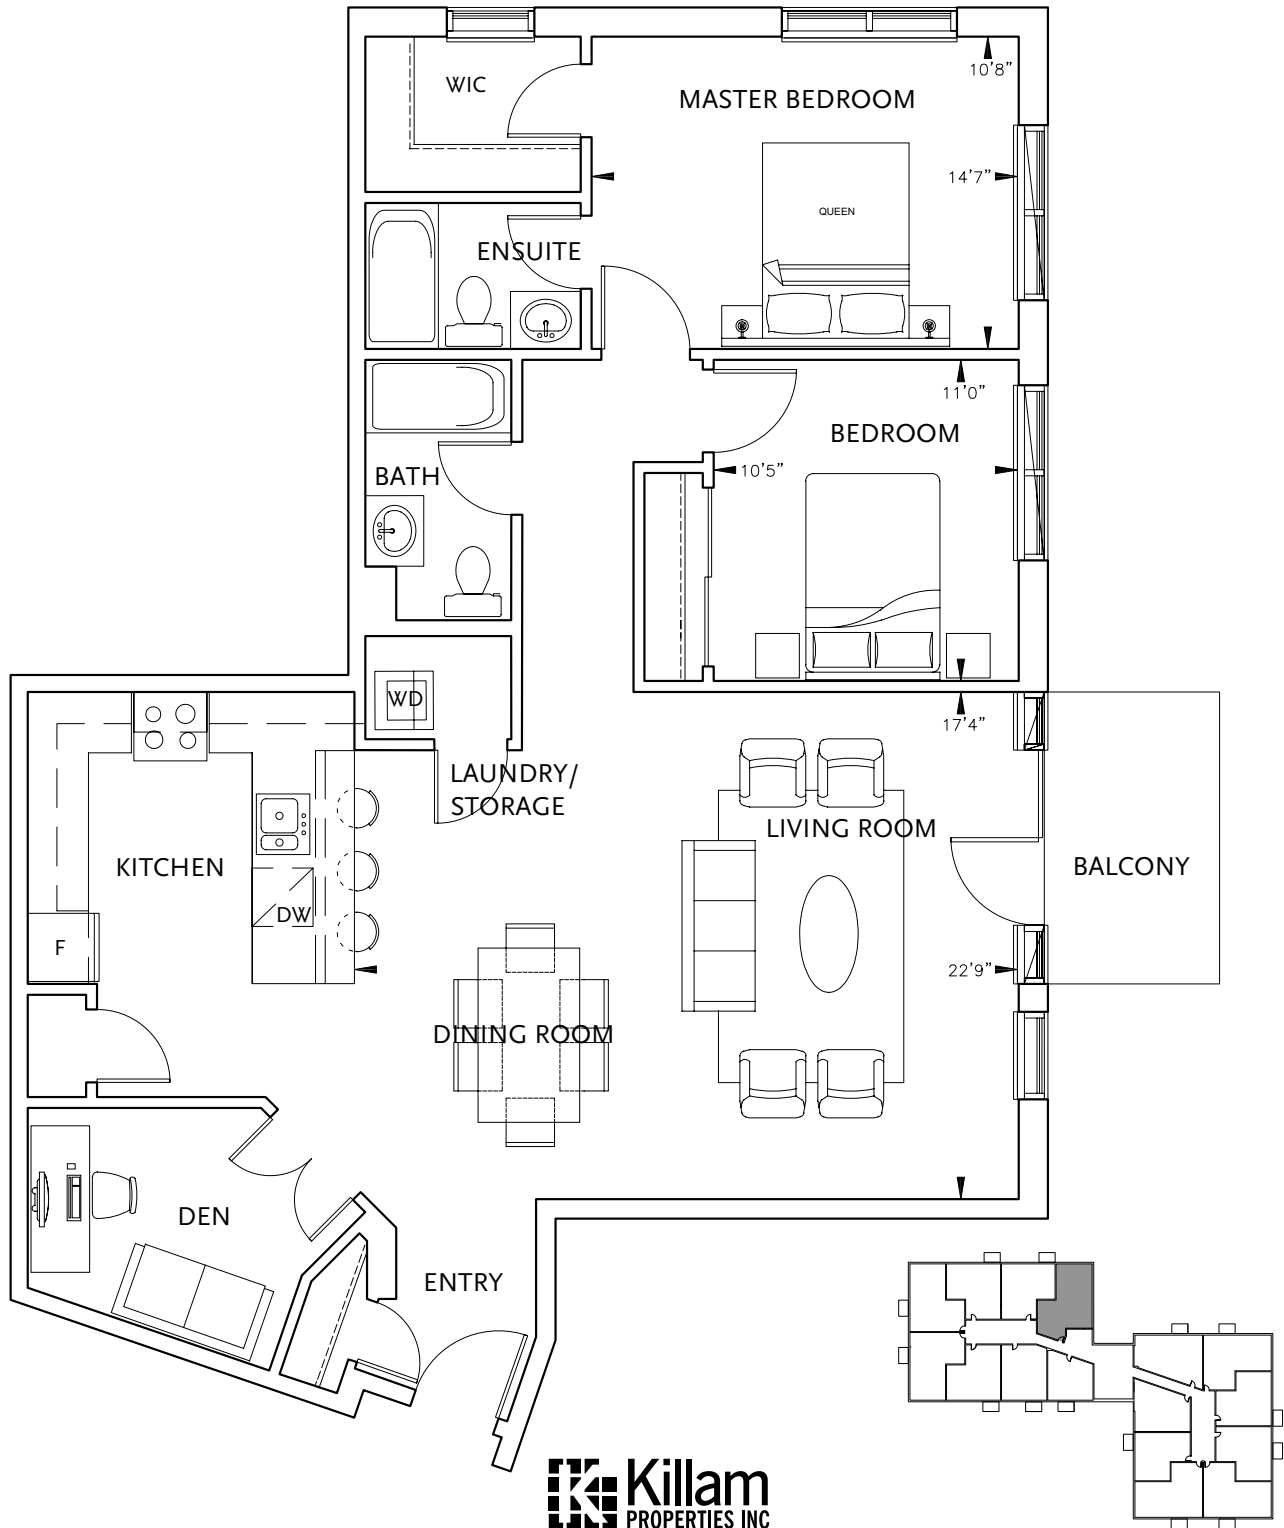 WIC
10'8"
MASTER BEDROOM
14'7"
QUEEN
ENSUITE
11'0"
BEDROOM
BATH
10'5"
WD
17'4"
LAUNDRY/
STORAGE
LIVING ROOM
KITCHEN
BALCONY
DW
F
22'9"
DINING ROOM
DEN
ENTRY
Killam
PROPERTIES INC